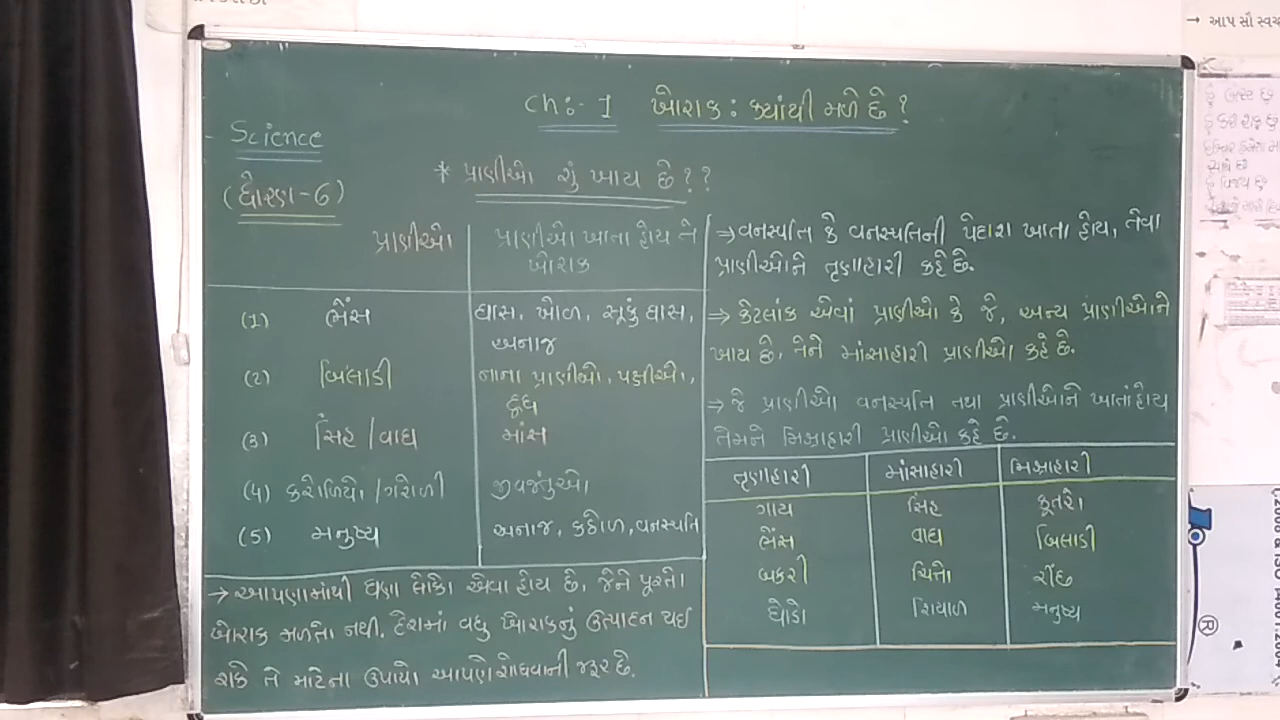 → આપ સૌ સ્વચ
Ch:- 1 ખોરાક : ક્યાંથી મળે છે ?
Science
(ધોરણ-6)
* પ્રાણીઓ શું ખાય છે ? ?
પ્રાણીઓ પ્રાણીઓ ખાતા હોય તે
ખોરાક
(1) ભેંસ ઘાસ, ખોળ, સૂકું ઘાસ,
અનાજ
(2) બિલાડી નાના પ્રાણીઓ, પક્ષીઓ,
દૂધ
(3) સિંહ / વાઘ માંસ
(4) કરોળિયો / ગરોળી જીવજંતુઓ
(5) મનુષ્ય અનાજ, કઠોળ, વનસ્પતિ
→ આપણામાંથી ઘણા લોકો એવા હોય છે, જેને પૂરતો
ખોરાક મળતો નથી. દેશમાં વધુ ખોરાકનું ઉત્પાદન થઈ
શકે તે માટેના ઉપાયો આપણે શોધવાની જરૂર છે.
→ વનસ્પતિ કે વનસ્પતિની પેદાશ ખાતા હોય, તેવા
પ્રાણીઓને તૃણાહારી કહે છે.
→ કેટલાંક એવાં પ્રાણીઓ કે જે, અન્ય પ્રાણીઓને
ખાય છે, તેને માંસાહારી પ્રાણીઓ કહે છે.
→ જે પ્રાણીઓ વનસ્પતિ તથા પ્રાણીઓને ખાતાં હોય
તેમને મિશ્રાહારી પ્રાણીઓ કહે છે.
તૃણાહારી માંસાહારી મિશ્રાહારી
ગાય સિંહ કૂતરો
ભેંસ વાઘ બિલાડી
બકરી ચિત્તો રીંછ
ઘોડો શિયાળ મનુષ્ય